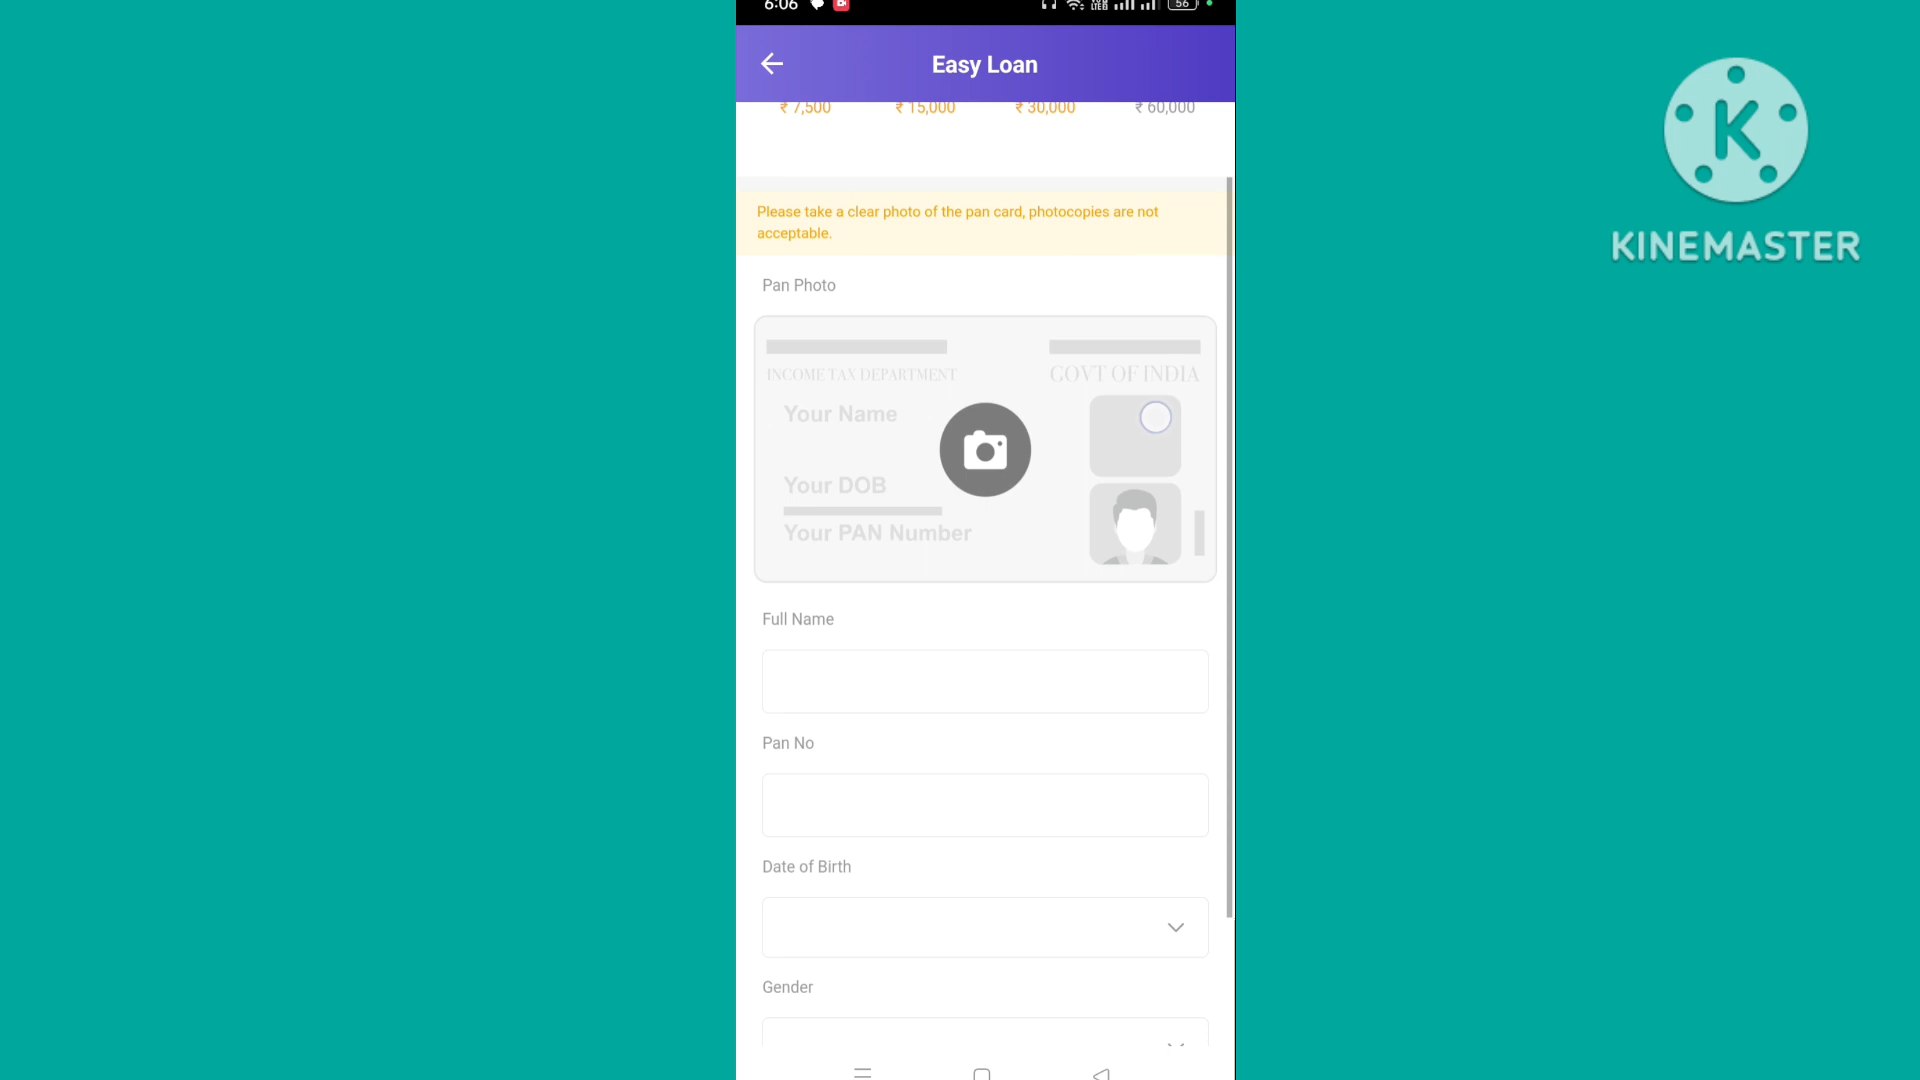 6:06
56
Easy Loan
₹ 7,500 ₹ 15,000 ₹ 30,000 ₹ 60,000
Please take a clear photo of the pan card, photocopies are not
acceptable.
Pan Photo
INCOME TAX DEPARTMENT GOVT OF INDIA
Your Name
Your DOB
Your PAN Number
Full Name
Pan No
Date of Birth
Gender
K
KINEMASTER